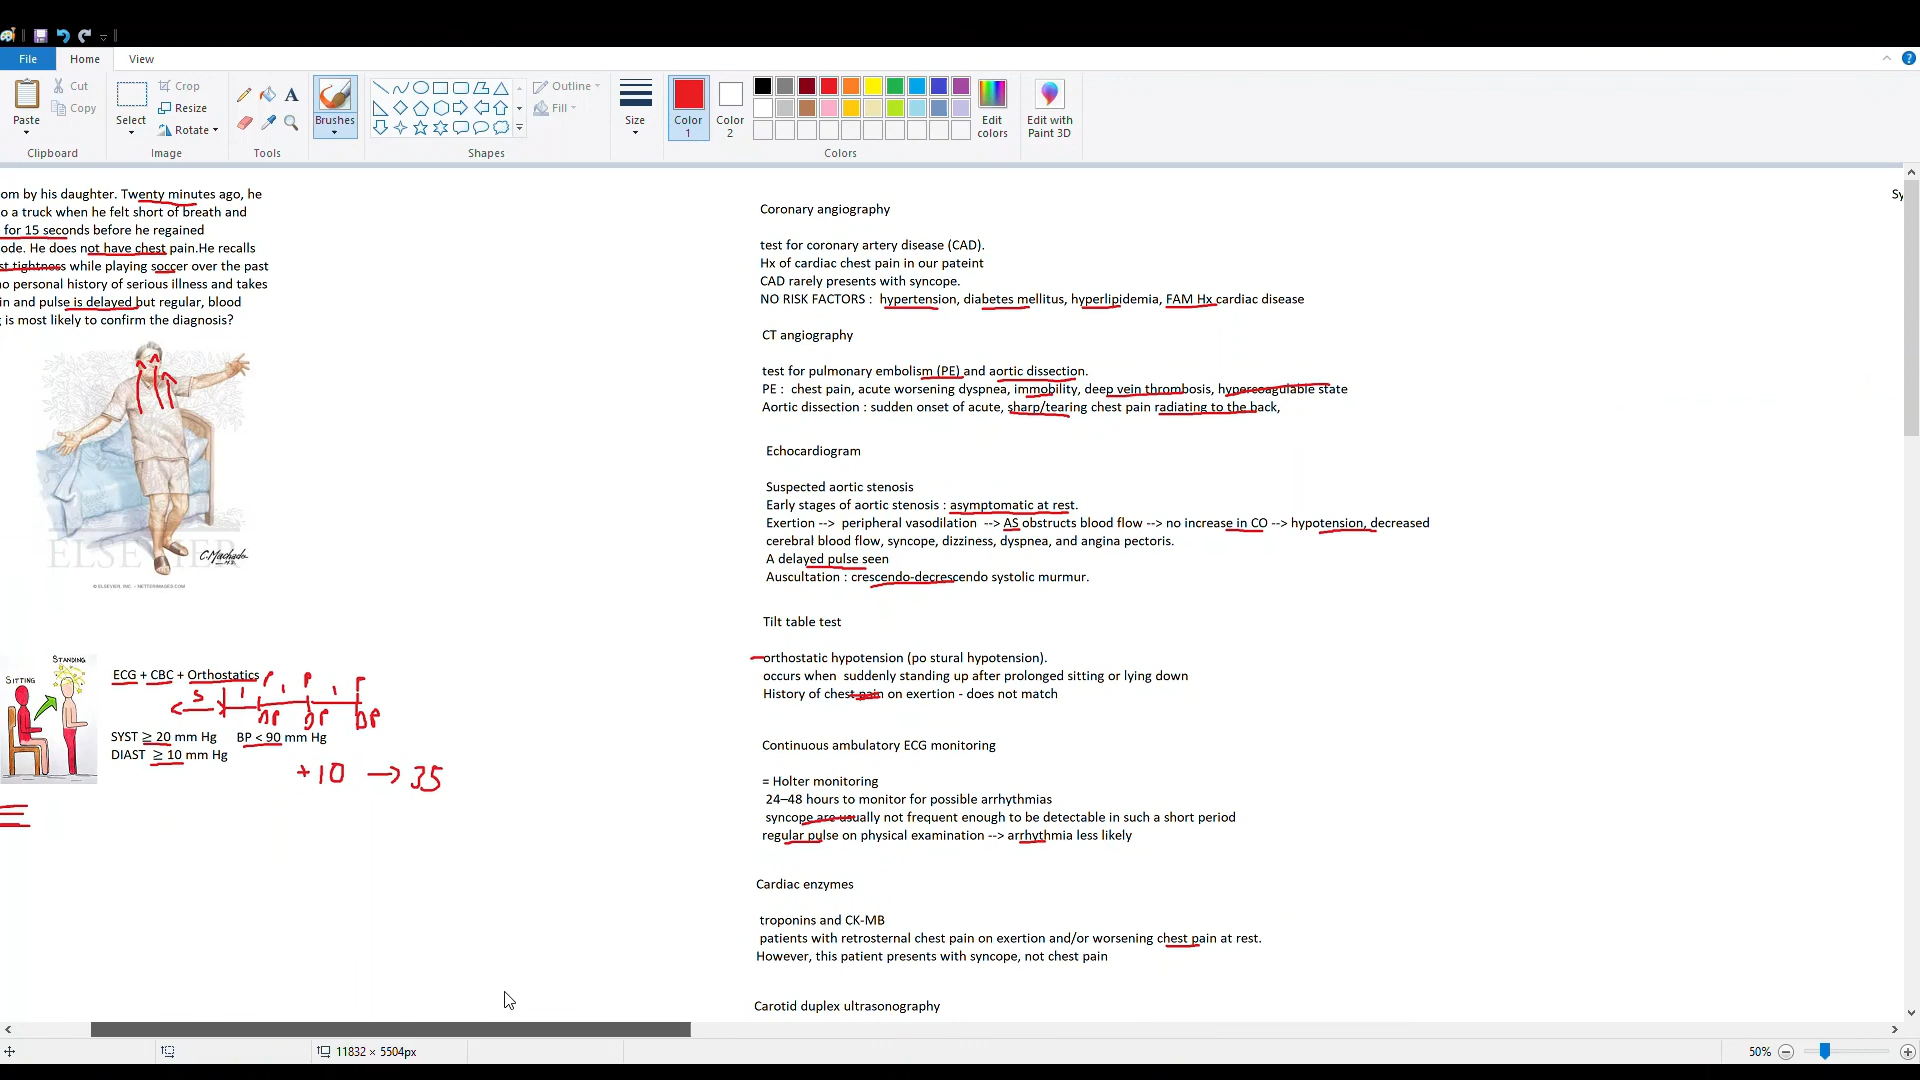 File Home View
Paste
Cut
Copy
Clipboard
Select
Crop
Resize
Rotate
Image
Tools
Brushes
Shapes
Outline
Fill
Size
Color 1
Color 2
Edit colors
Colors
Edit with Paint 3D
om by his daughter. Twenty minutes ago, he
o a truck when he felt short of breath and
for 15 seconds before he regained
ode. He does not have chest pain.He recalls
st tightness while playing soccer over the past
no personal history of serious illness and takes
in and pulse is delayed but regular, blood
g is most likely to confirm the diagnosis?
ELSEVIER
C. Machado M.D.
© ELSEVIER, INC. - NETTERIMAGES.COM
STANDING
SITTING
ECG + CBC + Orthostatics
5 1 P 1 P 1 P
BP BP BP
SYST ≥ 20 mm Hg BP < 90 mm Hg
DIAST ≥ 10 mm Hg
+10 → 35
Coronary angiography
test for coronary artery disease (CAD).
Hx of cardiac chest pain in our pateint
CAD rarely presents with syncope.
NO RISK FACTORS : hypertension, diabetes mellitus, hyperlipidemia, FAM Hx cardiac disease
CT angiography
test for pulmonary embolism (PE) and aortic dissection.
PE : chest pain, acute worsening dyspnea, immobility, deep vein thrombosis, hypercoagulable state
Aortic dissection : sudden onset of acute, sharp/tearing chest pain radiating to the back,
Echocardiogram
Suspected aortic stenosis
Early stages of aortic stenosis : asymptomatic at rest.
Exertion --> peripheral vasodilation --> AS obstructs blood flow --> no increase in CO --> hypotension, decreased
cerebral blood flow, syncope, dizziness, dyspnea, and angina pectoris.
A delayed pulse seen
Auscultation : crescendo-decrescendo systolic murmur.
Tilt table test
orthostatic hypotension (po stural hypotension).
occurs when suddenly standing up after prolonged sitting or lying down
History of chest pain on exertion - does not match
Continuous ambulatory ECG monitoring
= Holter monitoring
24–48 hours to monitor for possible arrhythmias
syncope are usually not frequent enough to be detectable in such a short period
regular pulse on physical examination --> arrhythmia less likely
Cardiac enzymes
troponins and CK-MB
patients with retrosternal chest pain on exertion and/or worsening chest pain at rest.
However, this patient presents with syncope, not chest pain
Carotid duplex ultrasonography
Sy
11832 × 5504px
50%